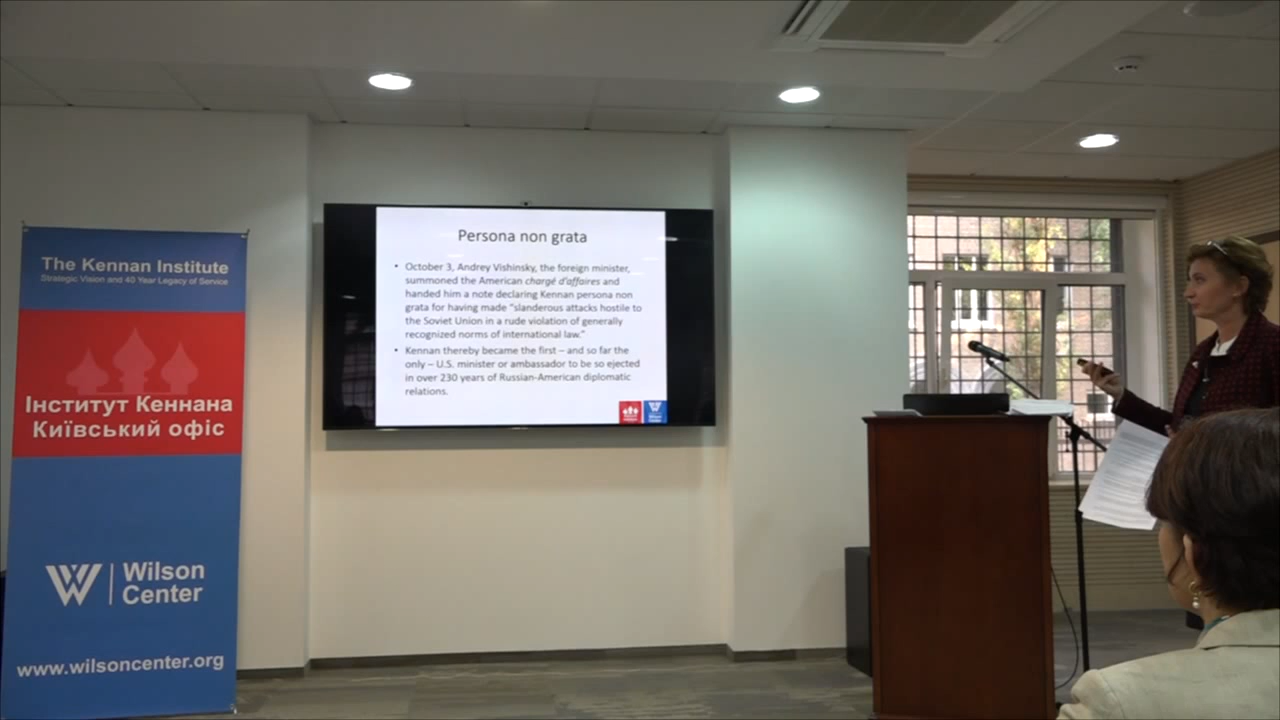 The Kennan Institute
Strategic Vision and 40 Year Legacy of Service
Інститут Кеннана
Київський офіс
W Wilson
Center
www.wilsoncenter.org
Persona non grata
• October 3, Andrey Vishinsky, the foreign minister,
summoned the American chargé d'affaires and
handed him a note declaring Kennan persona non
grata for having made “slanderous attacks hostile to
the Soviet Union in a rude violation of generally
recognized norms of international law.”
• Kennan thereby became the first – and so far the
only – U.S. minister or ambassador to be so ejected
in over 230 years of Russian-American diplomatic
relations.